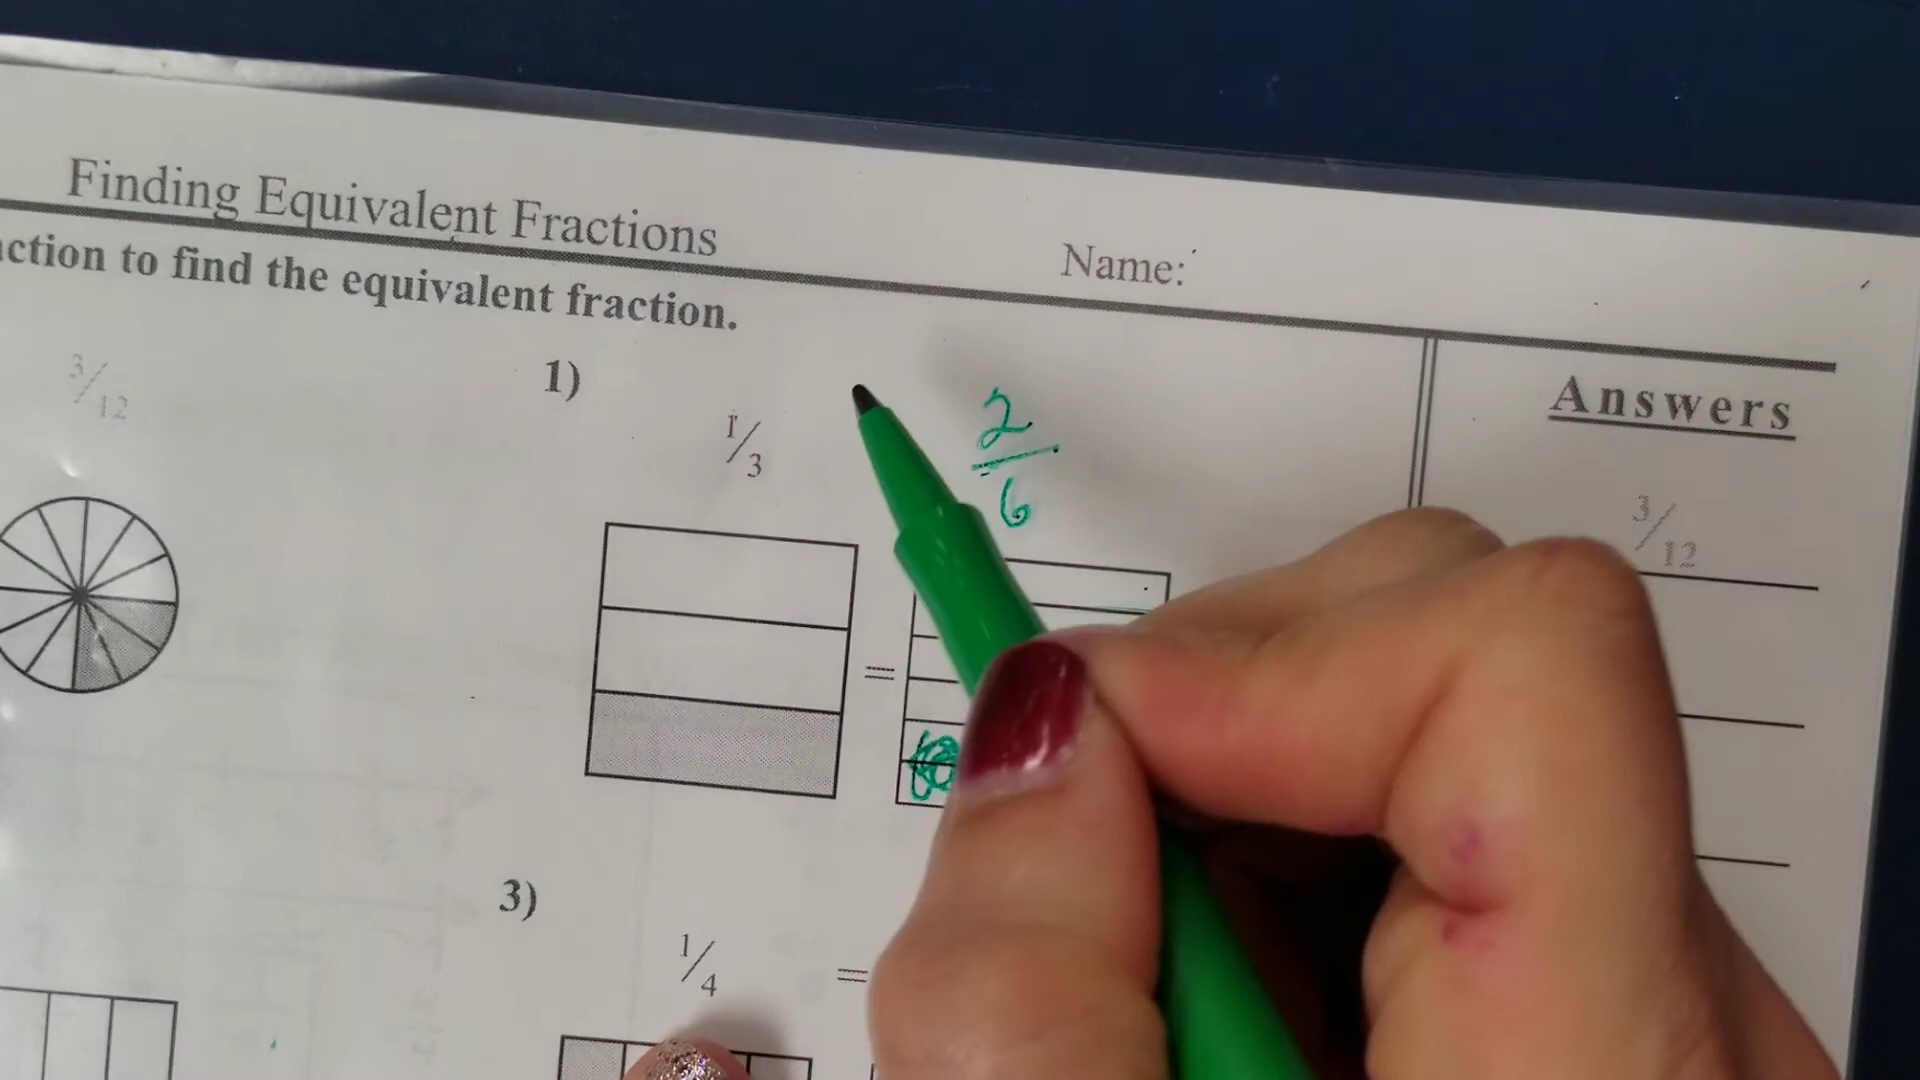 Finding Equivalent Fractions
Name:
to find the equivalent fraction.
Answers
3/12
1)
1/3
2/6
3/12
=
3)
1/4
=